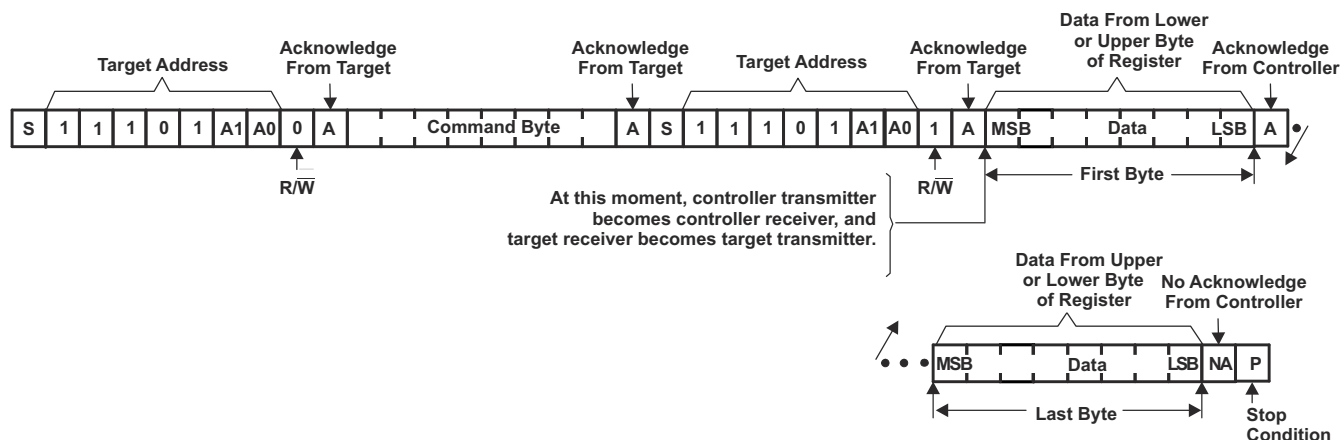 Target Address
Acknowledge
From Target
Acknowledge
From Target
Target Address
Acknowledge
From Target
Data From Lower
or Upper Byte
of Register
Acknowledge
From Controller
S 1 1 1 0 1 A1 A0 0 A Command Byte A S 1 1 1 0 1 A1 A0 1 A MSB Data LSB A
R/W
R/W
First Byte
At this moment, controller transmitter
becomes controller receiver, and
target receiver becomes target transmitter.
Data From Upper
or Lower Byte
of Register
No Acknowledge
From Controller
MSB Data LSB NA P
Last Byte
Stop
Condition